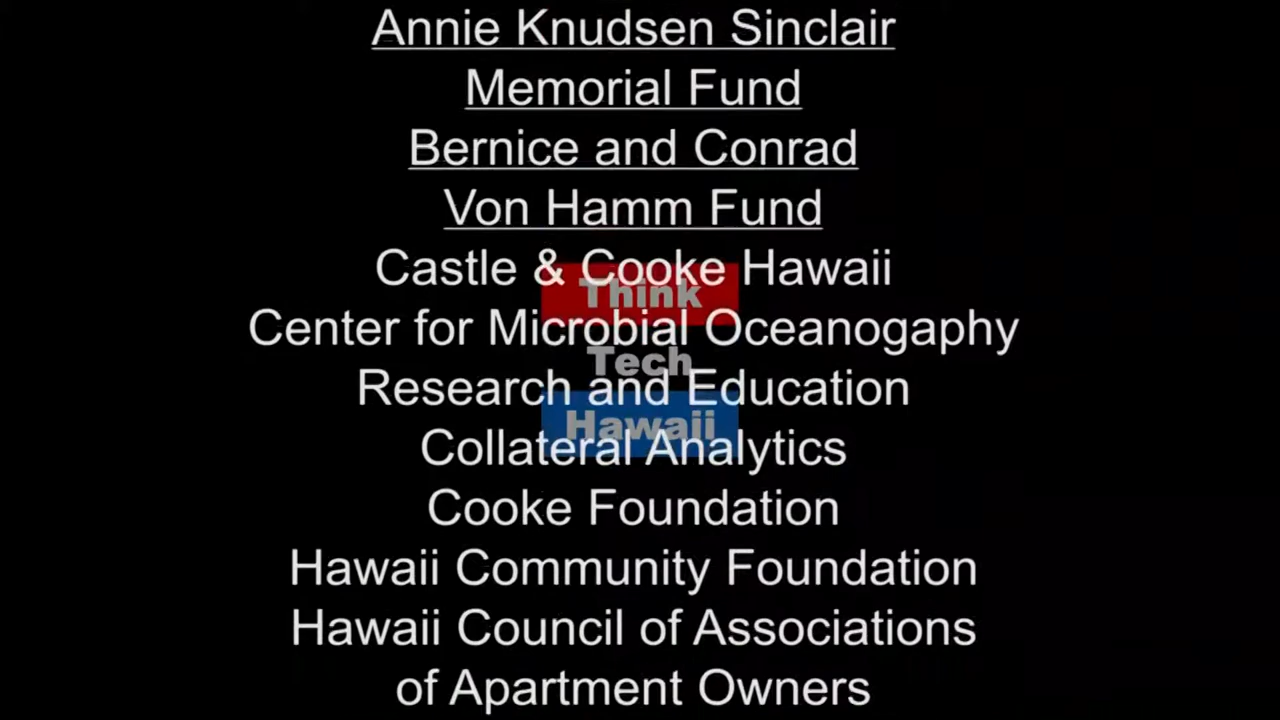 Annie Knudsen Sinclair
Memorial Fund
Bernice and Conrad
Von Hamm Fund
Castle & Cooke Hawaii
Think
Center for Microbial Oceanogaphy
Tech
Research and Education
Hawaii
Collateral Analytics
Cooke Foundation
Hawaii Community Foundation
Hawaii Council of Associations
of Apartment Owners